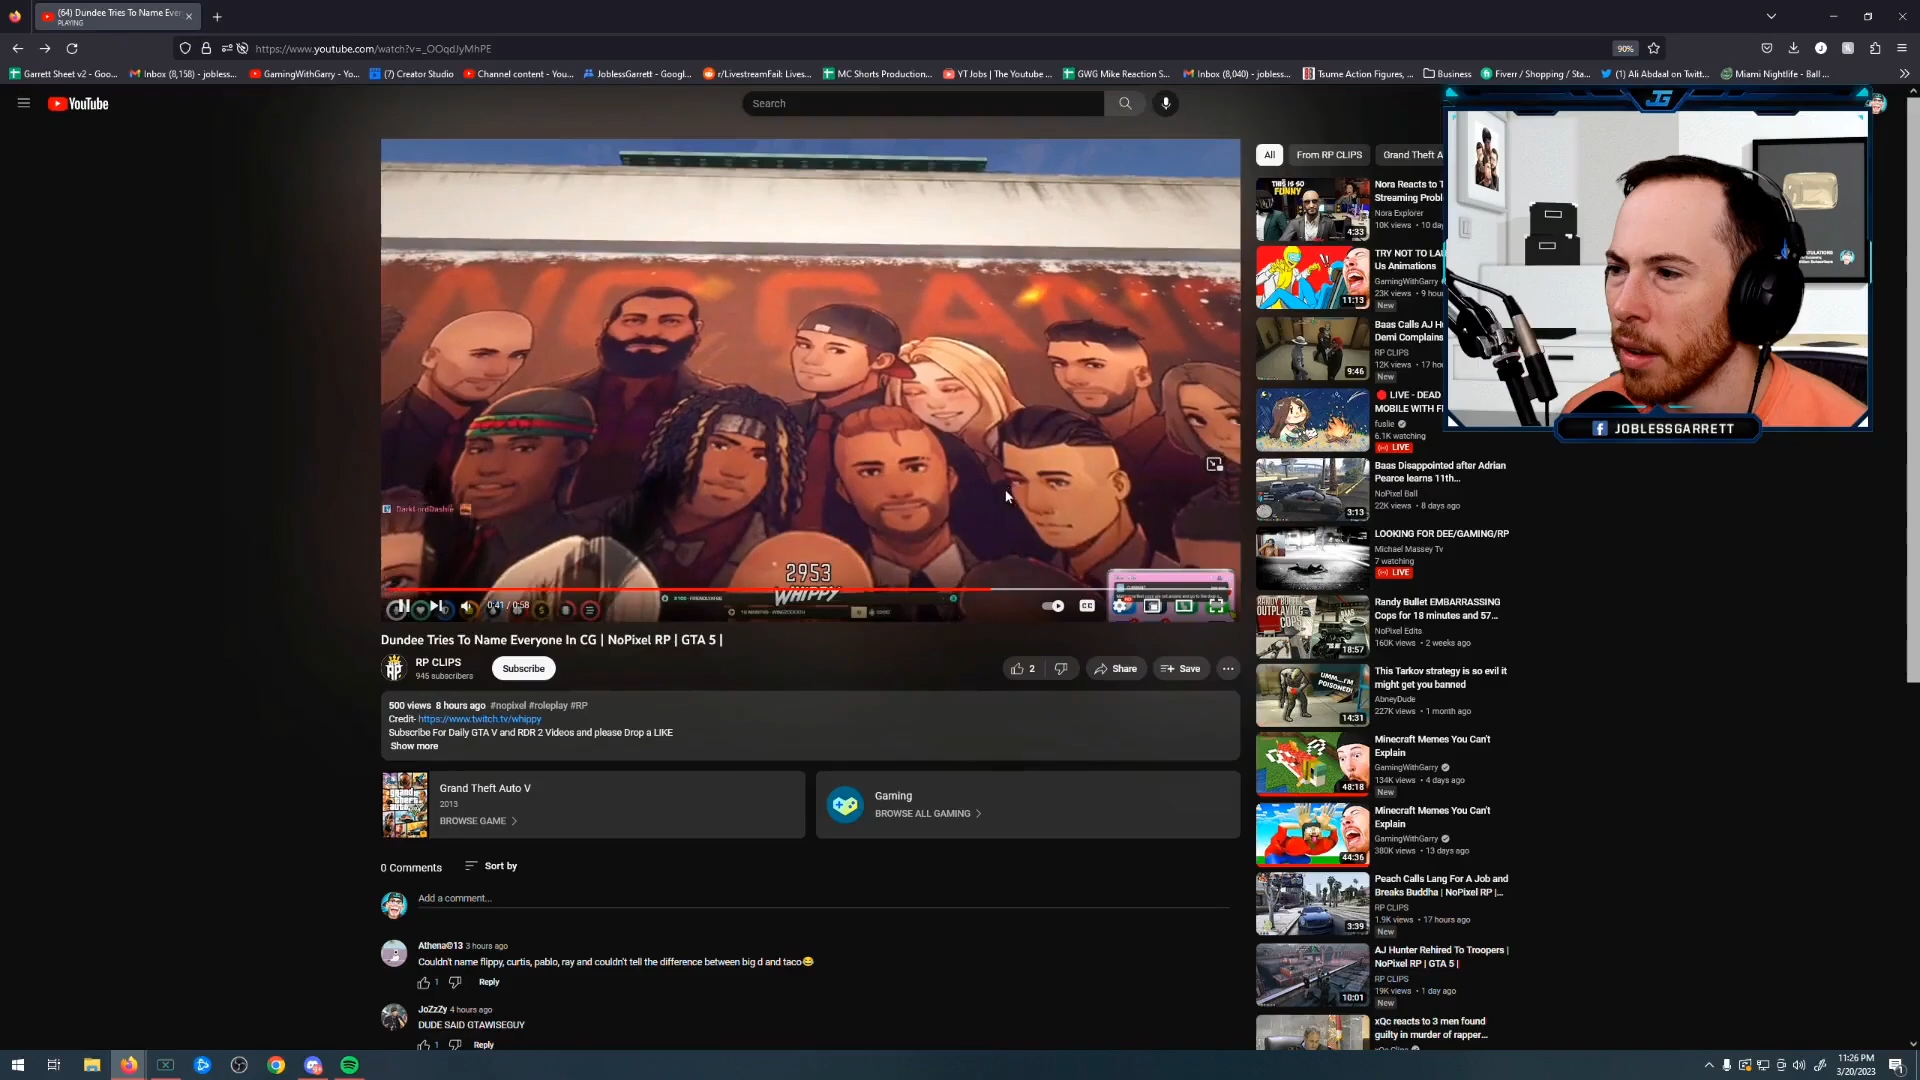 (64) Dundee Tries To Name Ever
PLAYING
https://www.youtube.com/watch?v=_OOqdJyMhPE
90%
Garrett Sheet v2 - Goo...
Inbox (8,158) - jobless...
GamingWithGarry - Yo...
(7) Creator Studio
Channel content - You...
JoblessGarrett - Googl...
r/LivestreamFail: Lives...
MC Shorts Production...
YT Jobs | The Youtube ...
GWG Mike Reaction S...
Inbox (8,040) - jobless...
Tsume Action Figures, ...
Business
Fiverr / Shopping / Sta...
(1) Ali Abdaal on Twitt...
Miami Nightlife - Ball ...
YouTube
Search
JG
JOBLESSGARRETT
DarkLordDashie
2953
WHIPPY
0:41 / 0:58
CC
HD
Dundee Tries To Name Everyone In CG | NoPixel RP | GTA 5 |
RP CLIPS
945 subscribers
Subscribe
2
Share
Save
500 views 8 hours ago #nopixel #roleplay #RP
Credit- https://www.twitch.tv/whippy
Subscribe For Daily GTA V and RDR 2 Videos and please Drop a LIKE
Show more
Grand Theft Auto V
2013
BROWSE GAME
Gaming
BROWSE ALL GAMING
0 Comments
Sort by
Add a comment...
Athena©13 3 hours ago
Couldn't name flippy, curtis, pablo, ray and couldn't tell the difference between big d and taco😂
1
Reply
JoZzZy 4 hours ago
DUDE SAID GTAWISEGUY
1
Reply
All
From RP CLIPS
Grand Theft A
THIS IS SO FUNNY
4:33
Nora Reacts to T
Streaming Probl
Nora Explorer
10K views • 10 day
11:13
TRY NOT TO LA
Us Animations
GamingWithGarry
23K views • 9 hour
New
9:46
Baas Calls AJ H
Demi Complains
RP CLIPS
12K views • 17 hou
New
LIVE - DEAD
MOBILE WITH F
fuslie
6.1K watching
LIVE
3:13
Baas Disappointed after Adrian
Pearce learns 11th...
NoPixel Ball
22K views • 8 days ago
LOOKING FOR DEE/GAMING/RP
Michael Massey Tv
7 watching
LIVE
RANDY BULLET
OUTPLAYING
COPS
18:57
Randy Bullet EMBARRASSING
Cops for 18 minutes and 57...
NoPixel Edits
160K views • 2 weeks ago
UMM... I'M POISONED!
14:31
This Tarkov strategy is so evil it
might get you banned
AbneyDude
227K views • 1 month ago
48:18
Minecraft Memes You Can't
Explain
GamingWithGarry
134K views • 4 days ago
New
44:36
Minecraft Memes You Can't
Explain
GamingWithGarry
380K views • 13 days ago
3:39
Peach Calls Lang For A Job and
Breaks Buddha | NoPixel RP |...
RP CLIPS
1.9K views • 17 hours ago
New
10:01
AJ Hunter Rehired To Troopers |
NoPixel RP | GTA 5 |
RP CLIPS
19K views • 1 day ago
New
xQc reacts to 3 men found
guilty in murder of rapper...
11:26 PM
3/20/2023